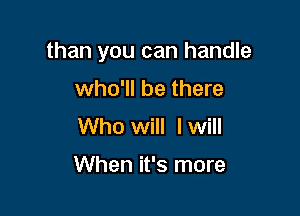 than you can handle
who'll be there
Who will I will
When it's more